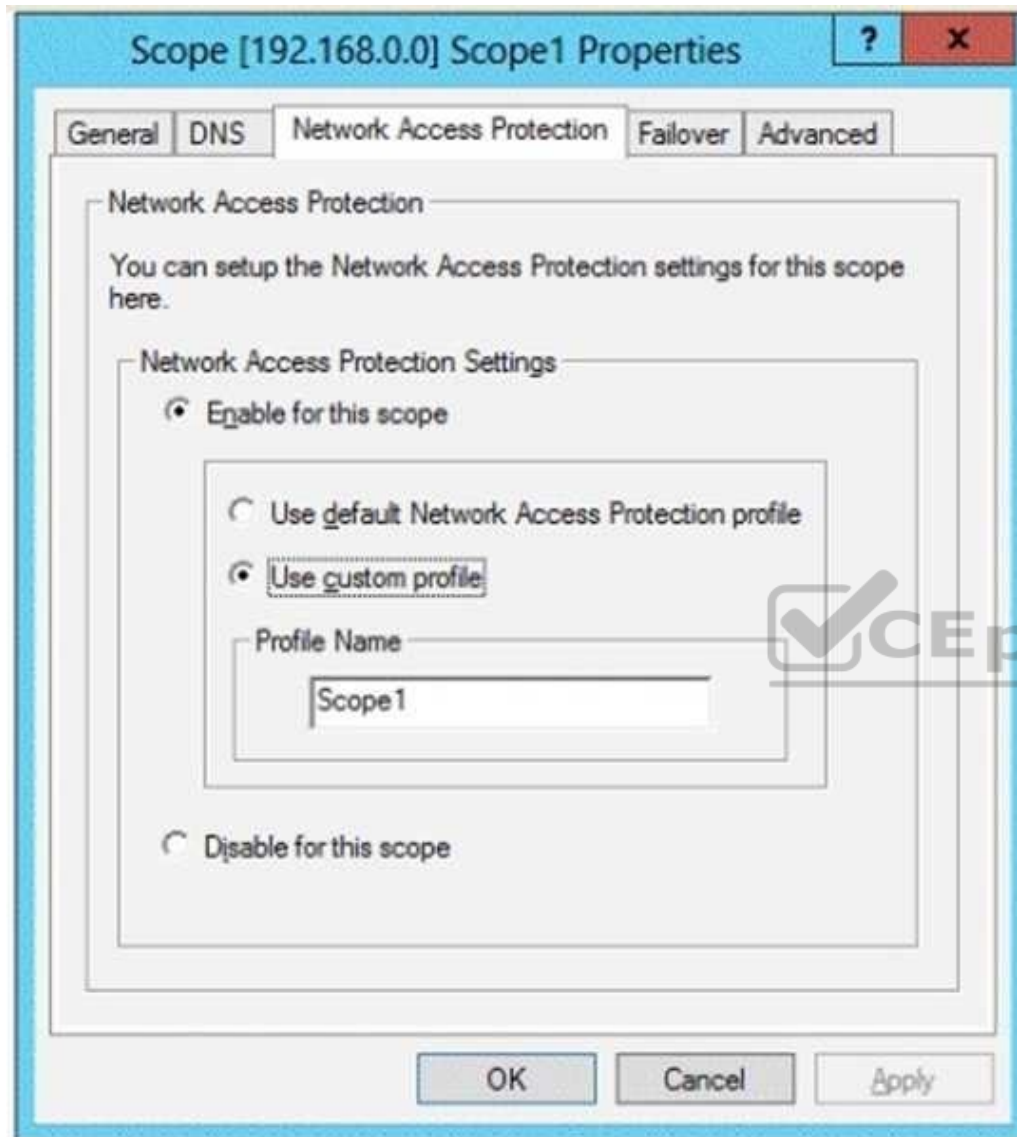 Scope [192.168.0.0] Scope1 Properties
?
x
General
DNS
Network Access Protection
Failover
Advanced
Network Access Protection
You can setup the Network Access Protection settings for this scope
here.
Network Access Protection Settings
Enable for this scope
Use default Network Access Protection profile
Use custom profile
Profile Name
Scope1
Disable for this scope
OK
Cancel
Apply